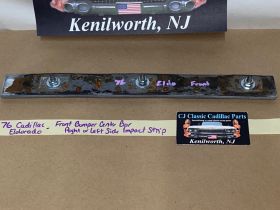 Kenilworth, NJ
76 Eldo Front
76 Cadillac Eldorado - Front Bumper Center Bar
Right or Left Side Impact Strip
CJ Classic Cadillac Parts
Kenilworth, NJ